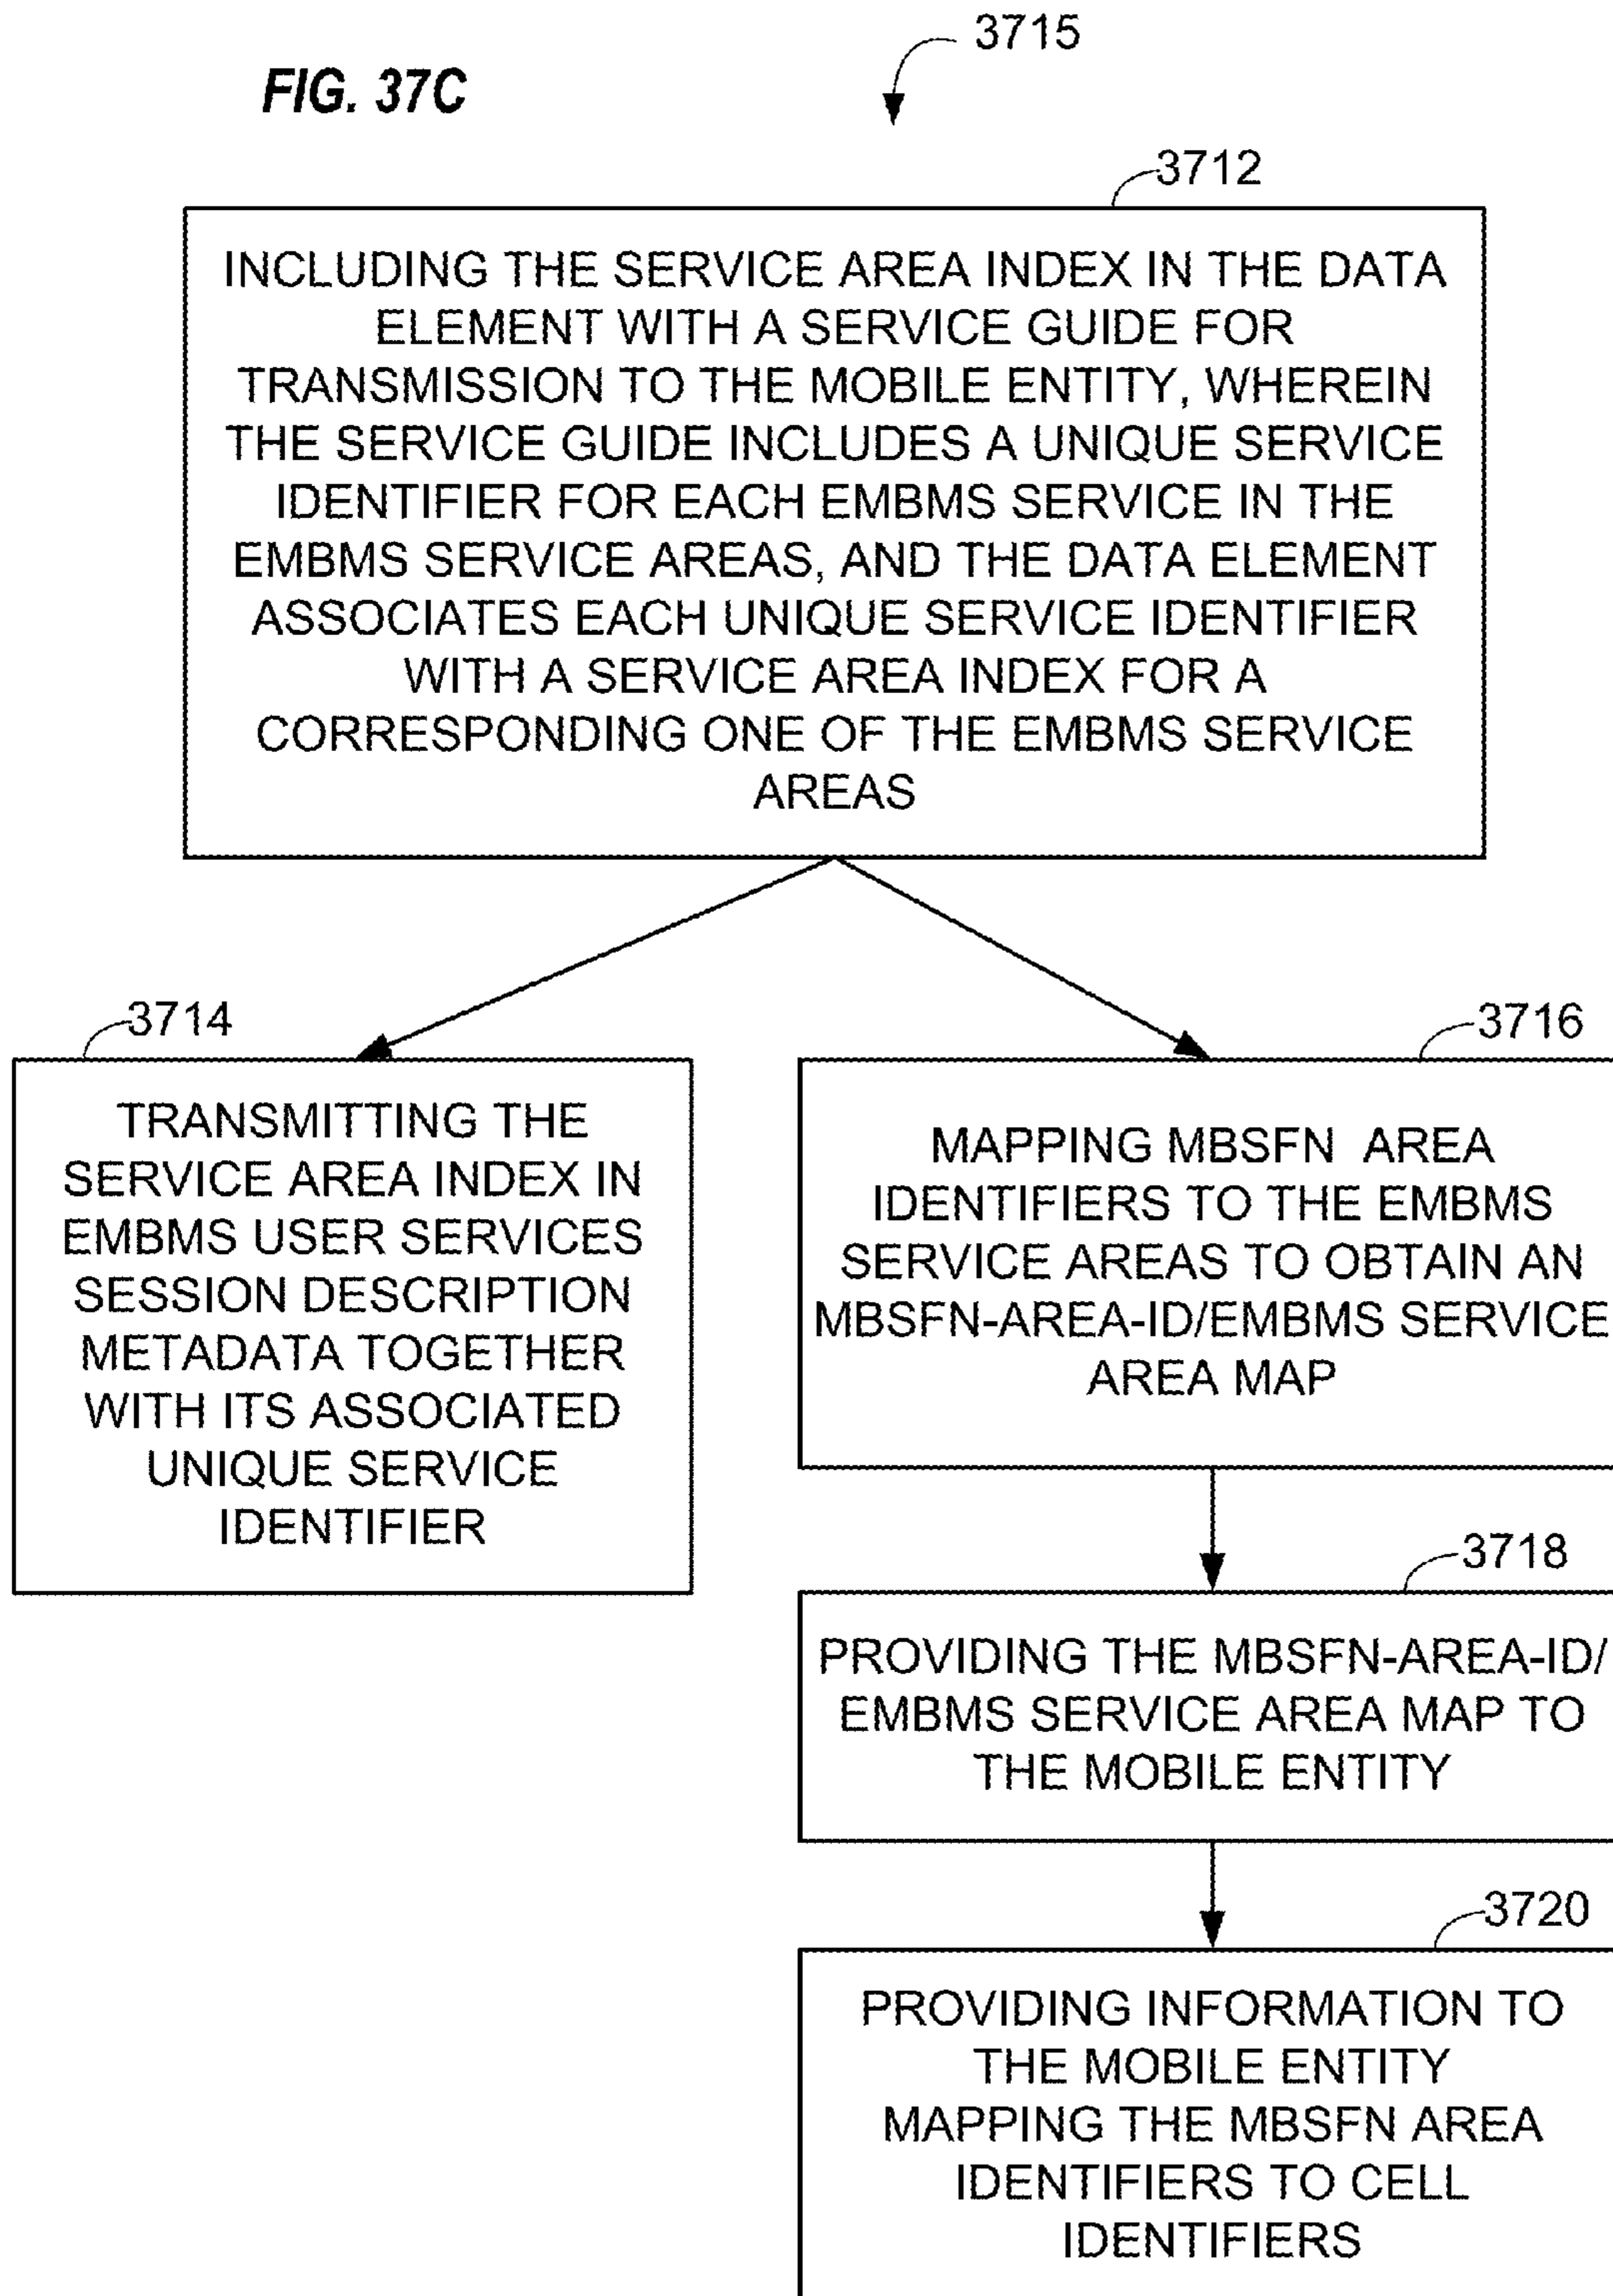 3715
FIG. 37C
3712
INCLUDING THE SERVICE AREA INDEX IN THE DATA
ELEMENT WITH A SERVICE GUIDE FOR
TRANSMISSION TO THE MOBILE ENTITY, WHEREIN
THE SERVICE GUIDE INCLUDES A UNIQUE SERVICE
IDENTIFIER FOR EACH EMBMS SERVICE IN THE
EMBMS SERVICE AREAS, AND THE DATA ELEMENT
ASSOCIATES EACH UNIQUE SERVICE IDENTIFIER
WITH A SERVICE AREA INDEX FOR A
CORRESPONDING ONE OF THE EMBMS SERVICE
AREAS
3714
TRANSMITTING THE
SERVICE AREA INDEX IN
EMBMS USER SERVICES
SESSION DESCRIPTION
METADATA TOGETHER
WITH ITS ASSOCIATED
UNIQUE SERVICE
IDENTIFIER
3716
MAPPING MBSFN AREA
IDENTIFIERS TO THE EMBMS
SERVICE AREAS TO OBTAIN AN
MBSFN-AREA-ID/EMBMS SERVICE
AREA MAP
3718
PROVIDING THE MBSFN-AREA-ID/
EMBMS SERVICE AREA MAP TO
THE MOBILE ENTITY
3720
PROVIDING INFORMATION TO
THE MOBILE ENTITY
MAPPING THE MBSFN AREA
IDENTIFIERS TO CELL
IDENTIFIERS